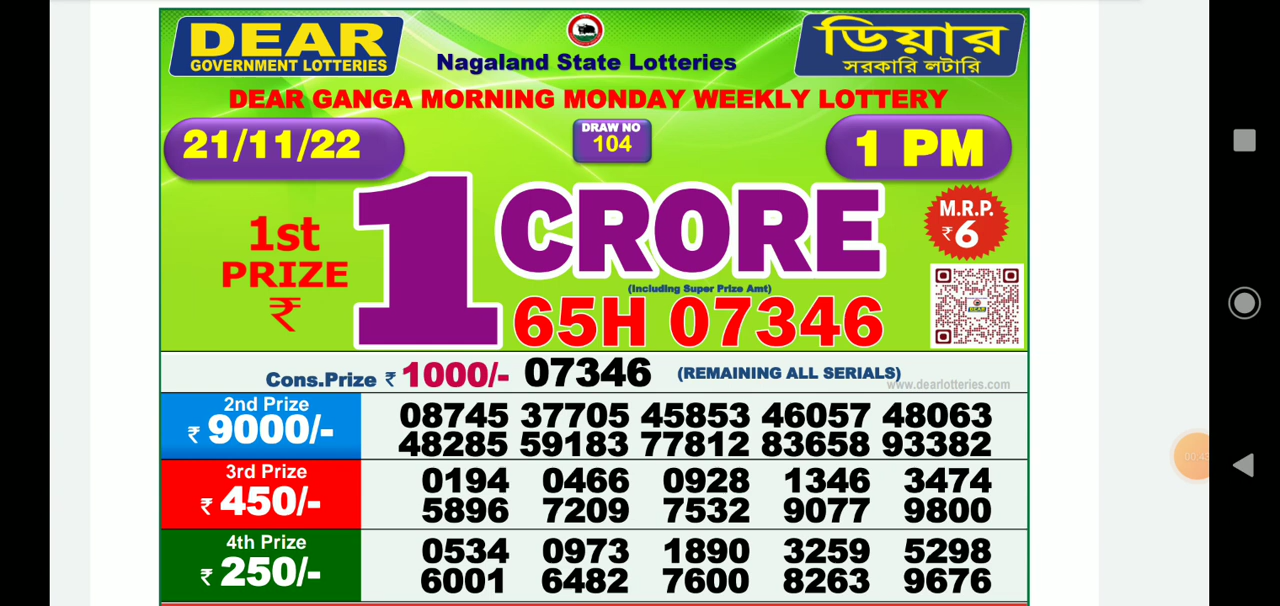 DEAR
GOVERNMENT LOTTERIES
Nagaland State Lotteries
ডিয়ার
সরকারি লটারি
DEAR GANGA MORNING MONDAY WEEKLY LOTTERY
21/11/22
DRAW NO
104
1 PM
1st
PRIZE
₹
1 CRORE
(Including Super Prize Amt)
65H 07346
M.R.P.
₹ 6
DEAR
Cons.Prize ₹ 1000/- 07346 (REMAINING ALL SERIALS)
www.dearlotteries.com
2nd Prize
₹ 9000/-
08745 37705 45853 46057 48063
48285 59183 77812 83658 93382
3rd Prize
₹ 450/-
0194 0466 0928 1346 3474
5896 7209 7532 9077 9800
4th Prize
₹ 250/-
0534 0973 1890 3259 5298
6001 6482 7600 8263 9676